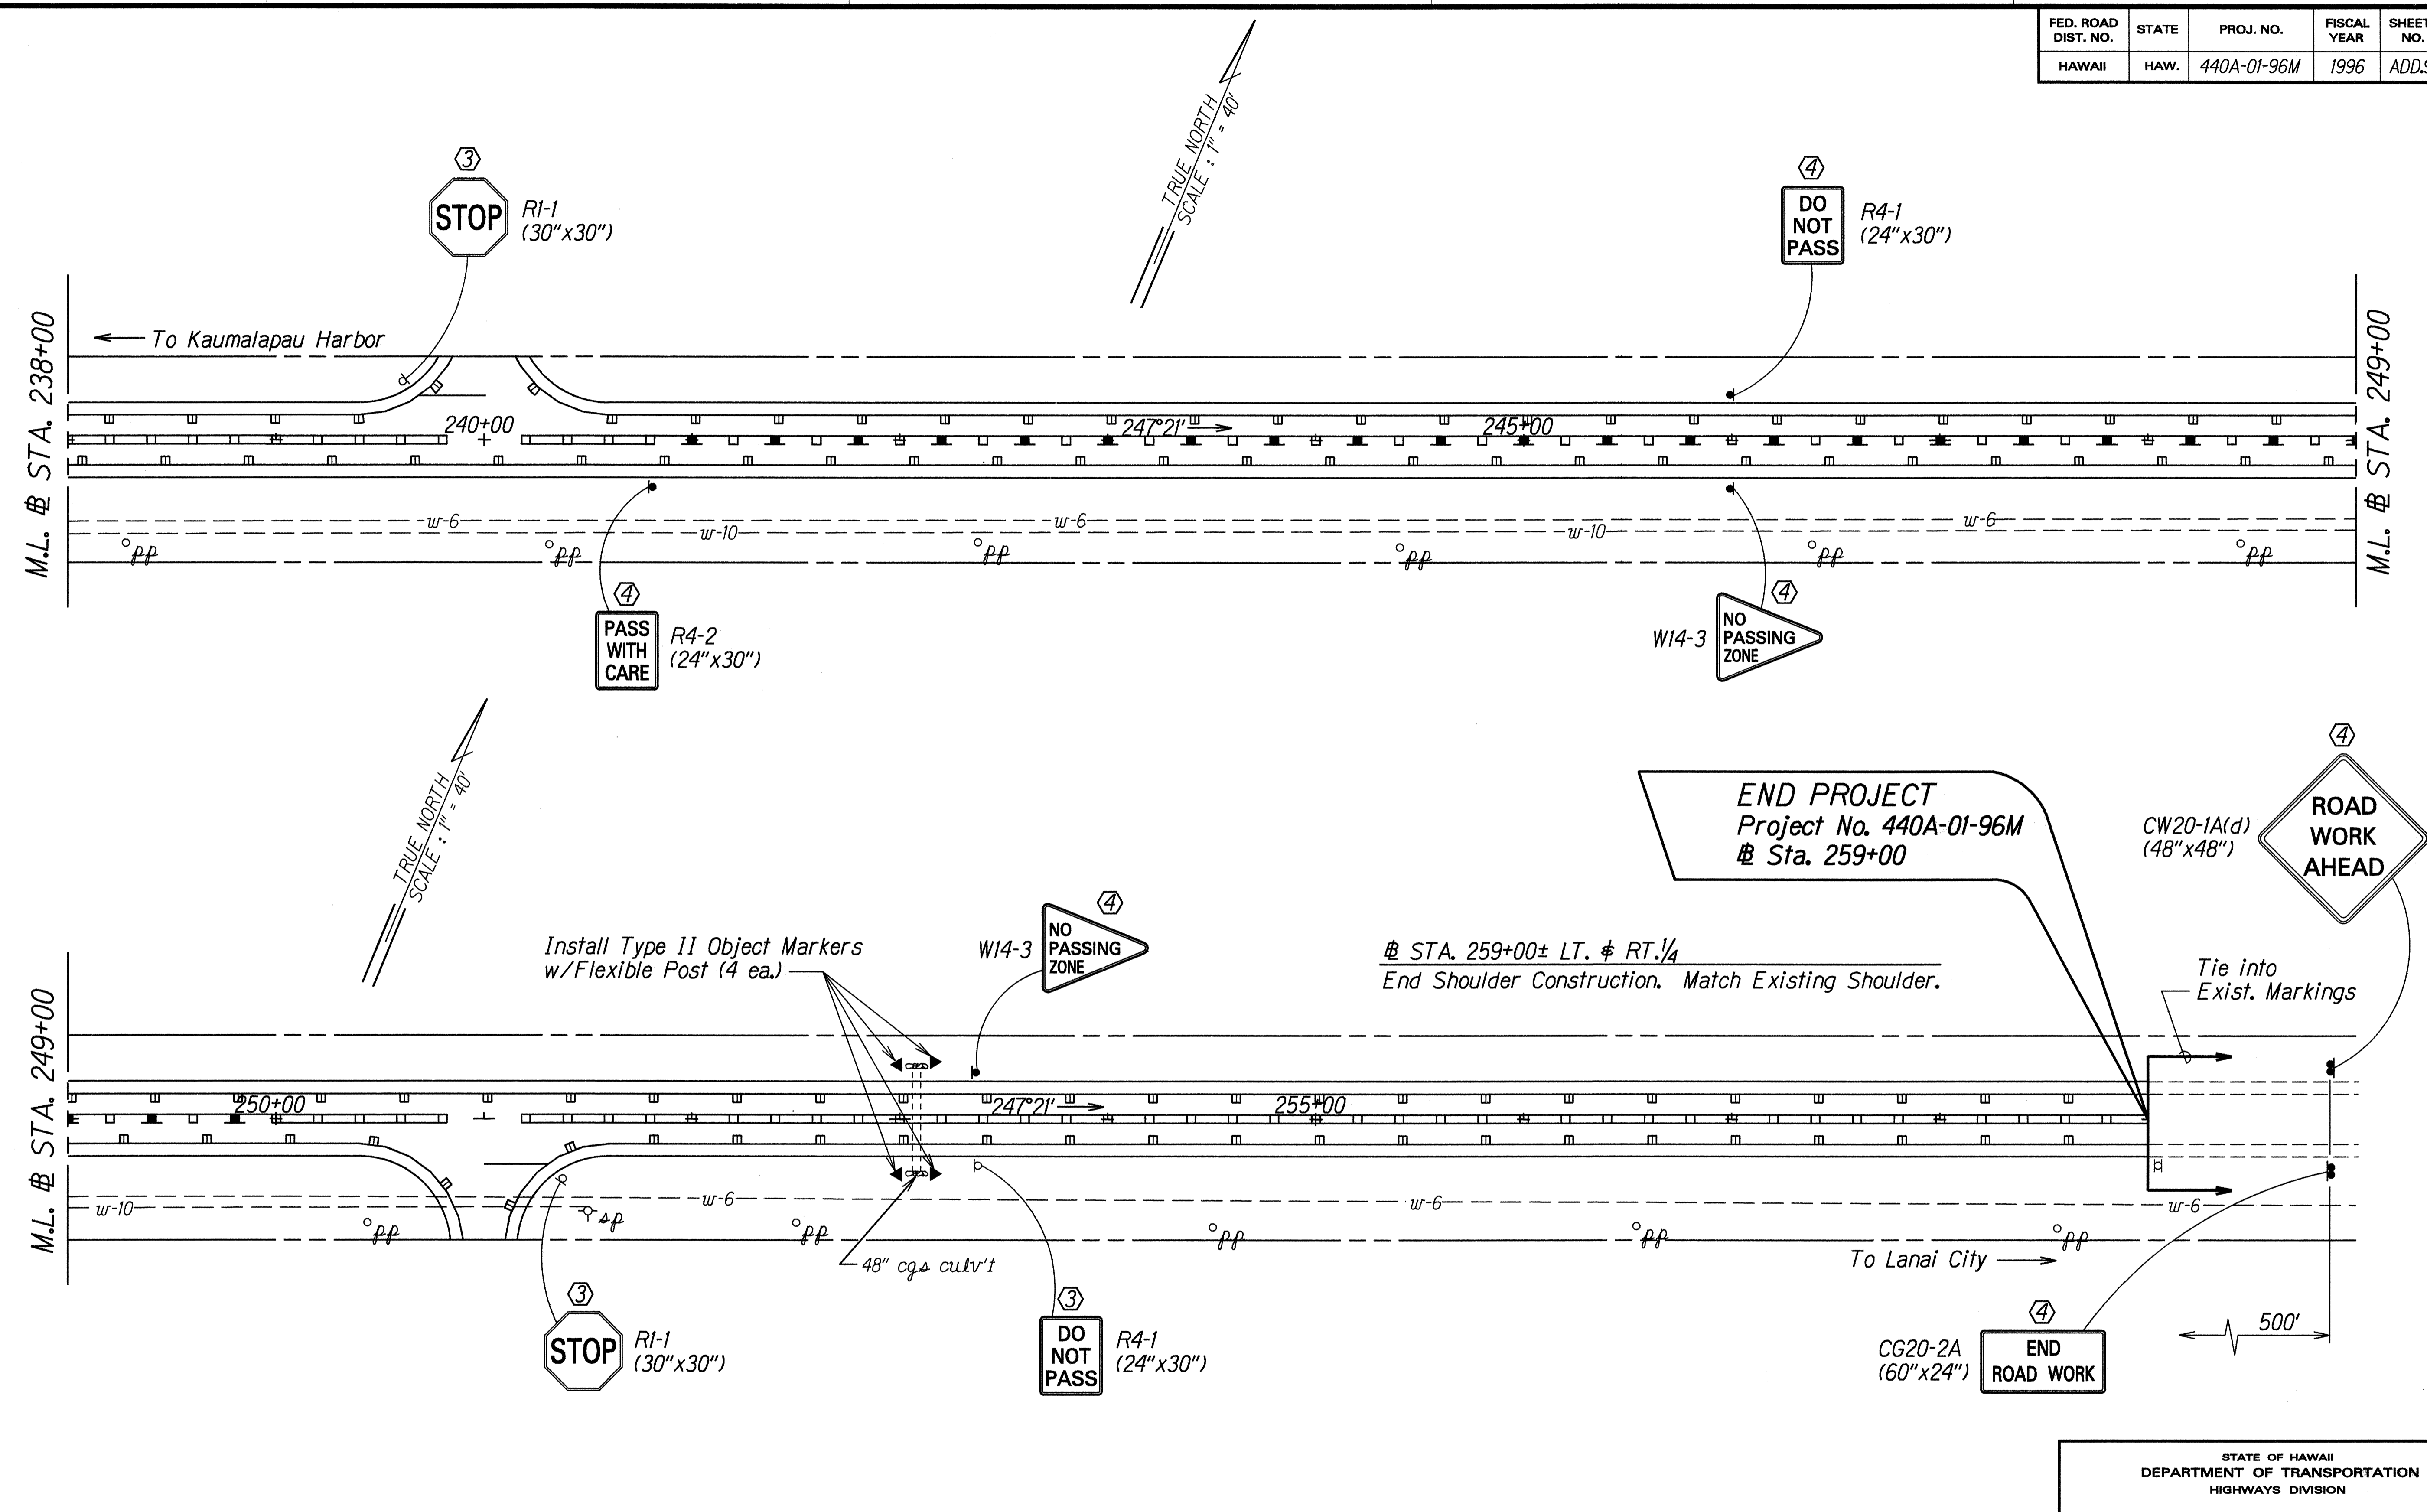 FED. ROAD DIST. NO. STATE PROJ. NO. FISCAL YEAR SHEET NO.
HAWAII HAW. 440A-01-96M 1996 ADD.
TRUE NORTH
SCALE : 1" = 40'
3
STOP
R1-1
(30"x30")
4
DO
NOT
PASS
R4-1
(24"x30")
M.L. ℄ STA. 238+00
To Kaumalapau Harbor
240+00
247°21'
245+00
M.L. ℄ STA. 249+00
w-6
w-10
w-6
w-10
w-6
pp
pp
pp
pp
pp
pp
4
PASS
WITH
CARE
R4-2
(24"x30")
4
W14-3
NO
PASSING
ZONE
TRUE NORTH
SCALE : 1" = 40'
END PROJECT
Project No. 440A-01-96M
℄ Sta. 259+00
4
CW20-1A(d)
(48"x48")
ROAD
WORK
AHEAD
Install Type II Object Markers
w/Flexible Post (4 ea.)
4
W14-3
NO
PASSING
ZONE
℄ STA. 259+00± LT. & RT.¼
End Shoulder Construction. Match Existing Shoulder.
Tie into
Exist. Markings
M.L. ℄ STA. 249+00
250+00
247°21'
255+00
w-10
w-6
w-6
w-6
sp
pp
pp
pp
pp
pp
48" cgs culv't
To Lanai City
3
STOP
R1-1
(30"x30")
3
DO
NOT
PASS
R4-1
(24"x30")
4
CG20-2A
(60"x24")
END
ROAD WORK
500'
STATE OF HAWAII
DEPARTMENT OF TRANSPORTATION
HIGHWAYS DIVISION